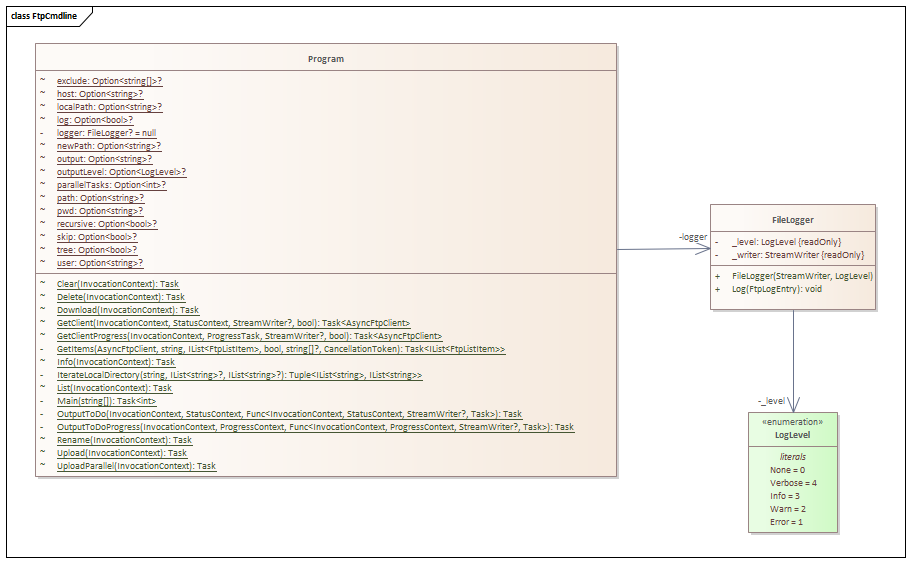 class FtpCmdline
Program
~ exclude: Option<string[]>?
~ host: Option<string>?
~ localPath: Option<string>?
~ log: Option<bool>?
- logger: FileLogger? = null
~ newPath: Option<string>?
~ output: Option<string>?
~ outputLevel: Option<LogLevel>?
~ parallelTasks: Option<int>?
~ path: Option<string>?
~ pwd: Option<string>?
~ recursive: Option<bool>?
~ skip: Option<bool>?
~ tree: Option<bool>?
~ user: Option<string>?
~ Clear(InvocationContext): Task
~ Delete(InvocationContext): Task
~ Download(InvocationContext): Task
~ GetClient(InvocationContext, StatusContext, StreamWriter?, bool): Task<AsyncFtpClient>
~ GetClientProgress(InvocationContext, ProgressTask, StreamWriter?, bool): Task<AsyncFtpClient>
- GetItems(AsyncFtpClient, string, IList<FtpListItem>, bool, string[]?, CancellationToken): Task<IList<FtpListItem>>
~ Info(InvocationContext): Task
- IterateLocalDirectory(string, IList<string>?, IList<string>?): Tuple<IList<string>, IList<string>>
~ List(InvocationContext): Task
- Main(string[]): Task<int>
- OutputToDo(InvocationContext, StatusContext, Func<InvocationContext, StatusContext, StreamWriter?, Task>): Task
- OutputToDoProgress(InvocationContext, ProgressContext, Func<InvocationContext, ProgressContext, StreamWriter?, Task>): Task
~ Rename(InvocationContext): Task
~ Upload(InvocationContext): Task
~ UploadParallel(InvocationContext): Task
-logger
FileLogger
- _level: LogLevel {readOnly}
- _writer: StreamWriter {readOnly}
+ FileLogger(StreamWriter, LogLevel)
+ Log(FtpLogEntry): void
-_level
«enumeration»
LogLevel
literals
None = 0
Verbose = 4
Info = 3
Warn = 2
Error = 1